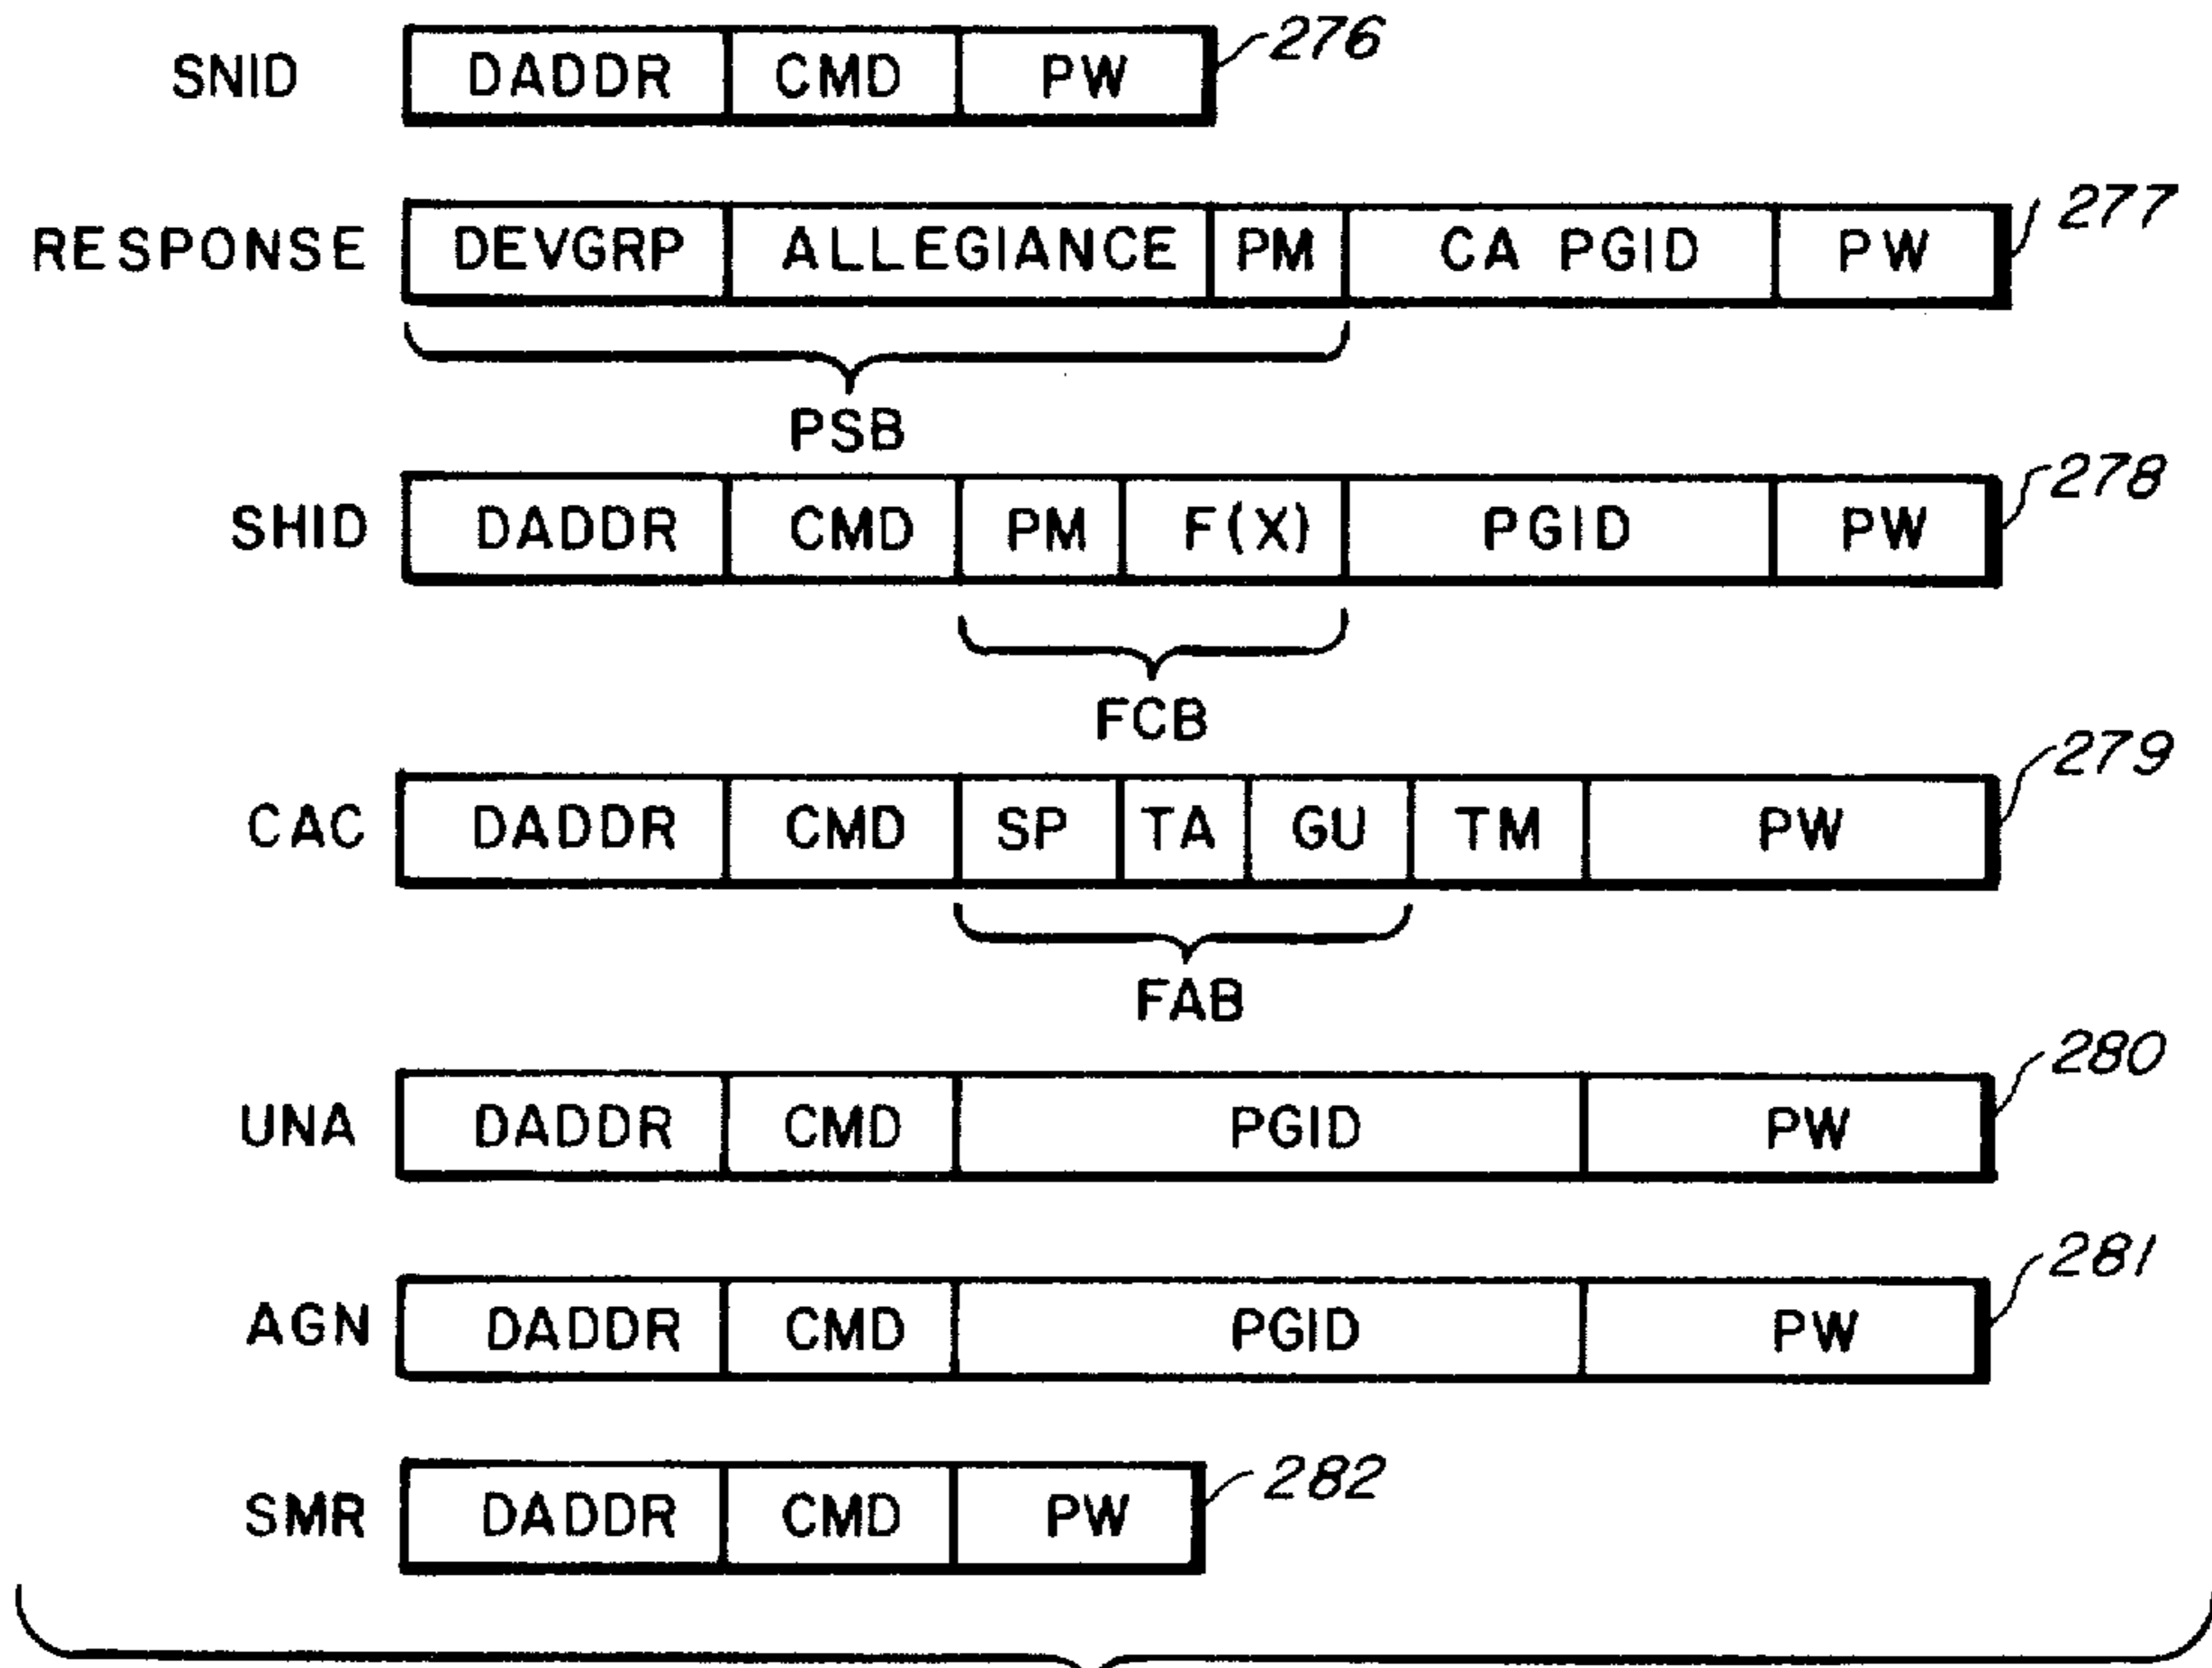 SNID DADDR CMD PW 276
RESPONSE DEVGRP ALLEGIANCE PM CA PGID PW 277
PSB
SHID DADDR CMD PM F(X) PGID PW 278
FCB
CAC DADDR CMD SP TA GU TM PW 279
FAB
UNA DADDR CMD PGID PW 280
AGN DADDR CMD PGID PW 281
SMR DADDR CMD PW 282